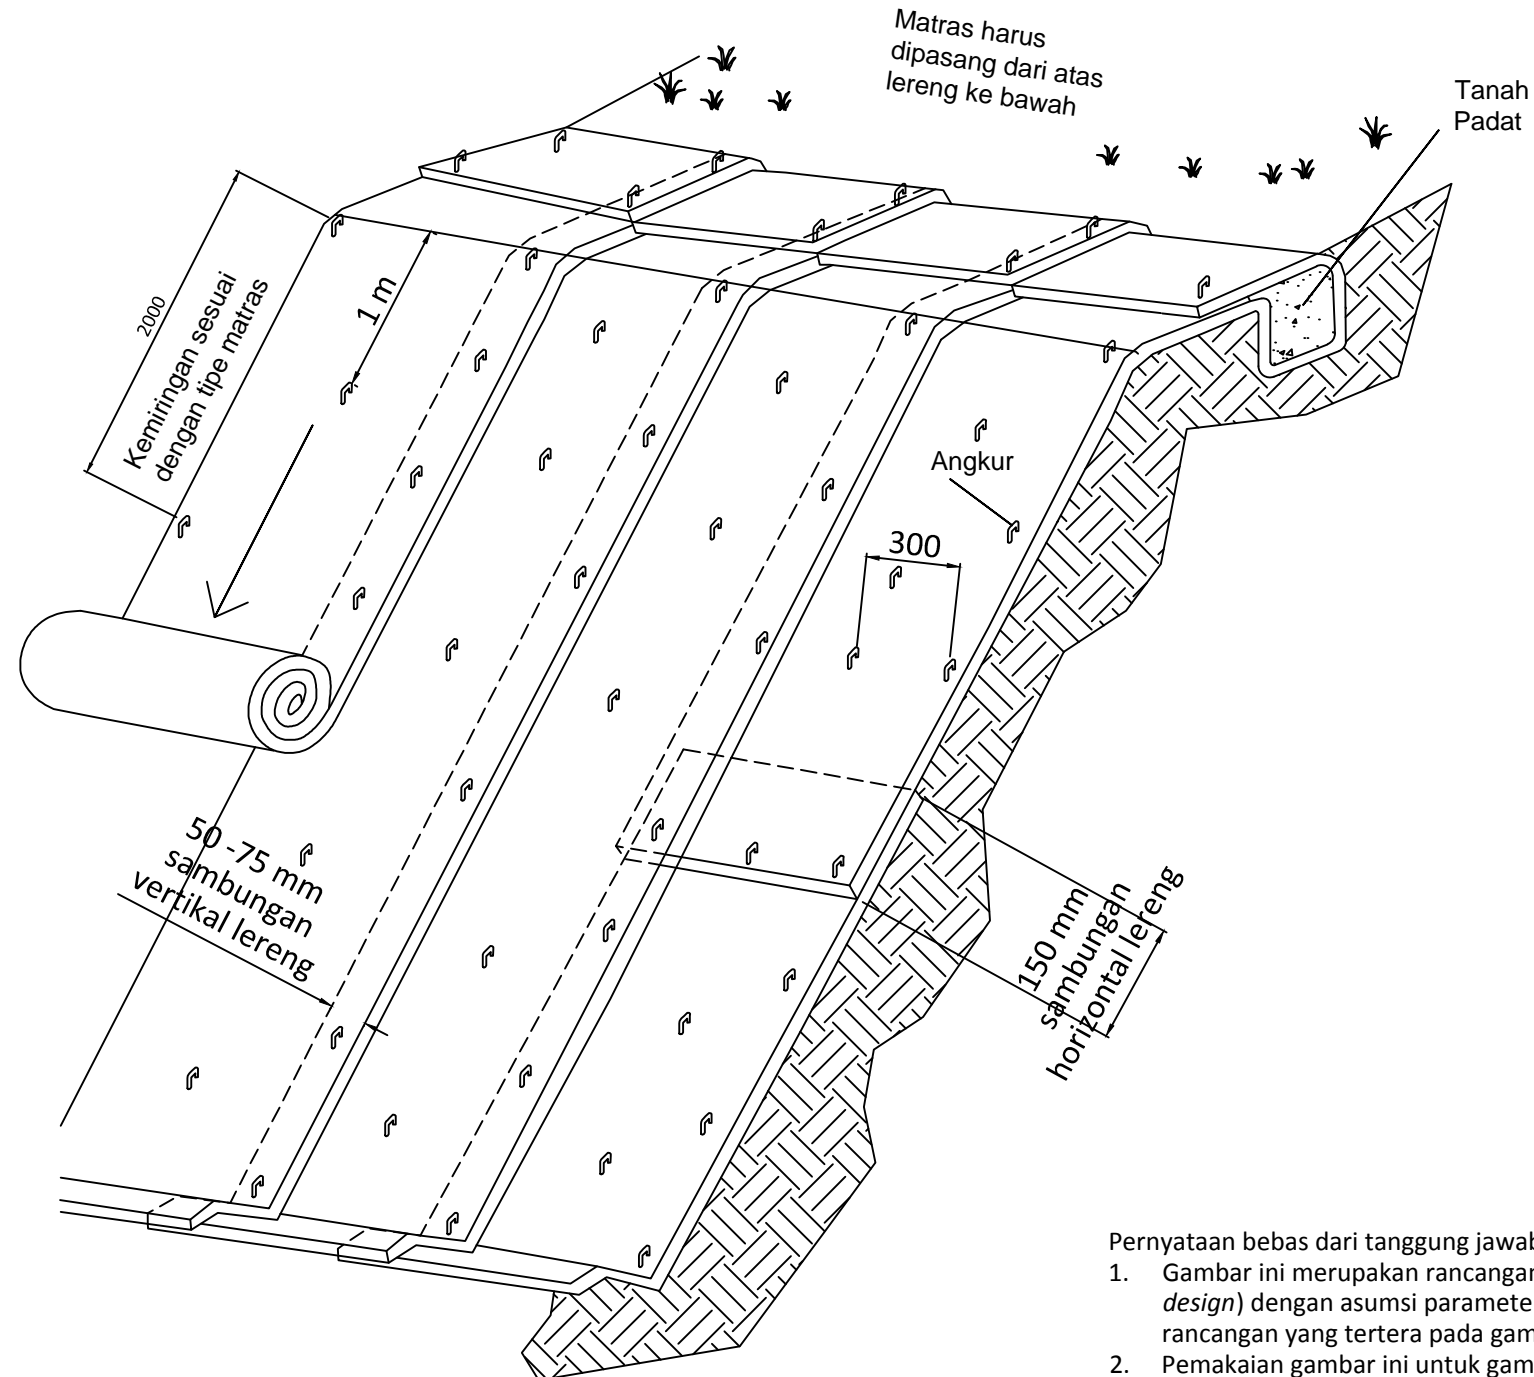 Matras harus
dipasang dari atas
lereng ke bawah
Tanah
Padat
2000
Kemiringan sesuai
dengan tipe matras
1 m
Angkur
300
50 -75 mm
sambungan
vertikal lereng
150 mm
sambungan
horizontal lereng
Pernyataan bebas dari tanggung jawab
1. Gambar ini merupakan rancangan
design) dengan asumsi paramete
rancangan yang tertera pada gam
2. Pemakaian gambar ini untuk gam